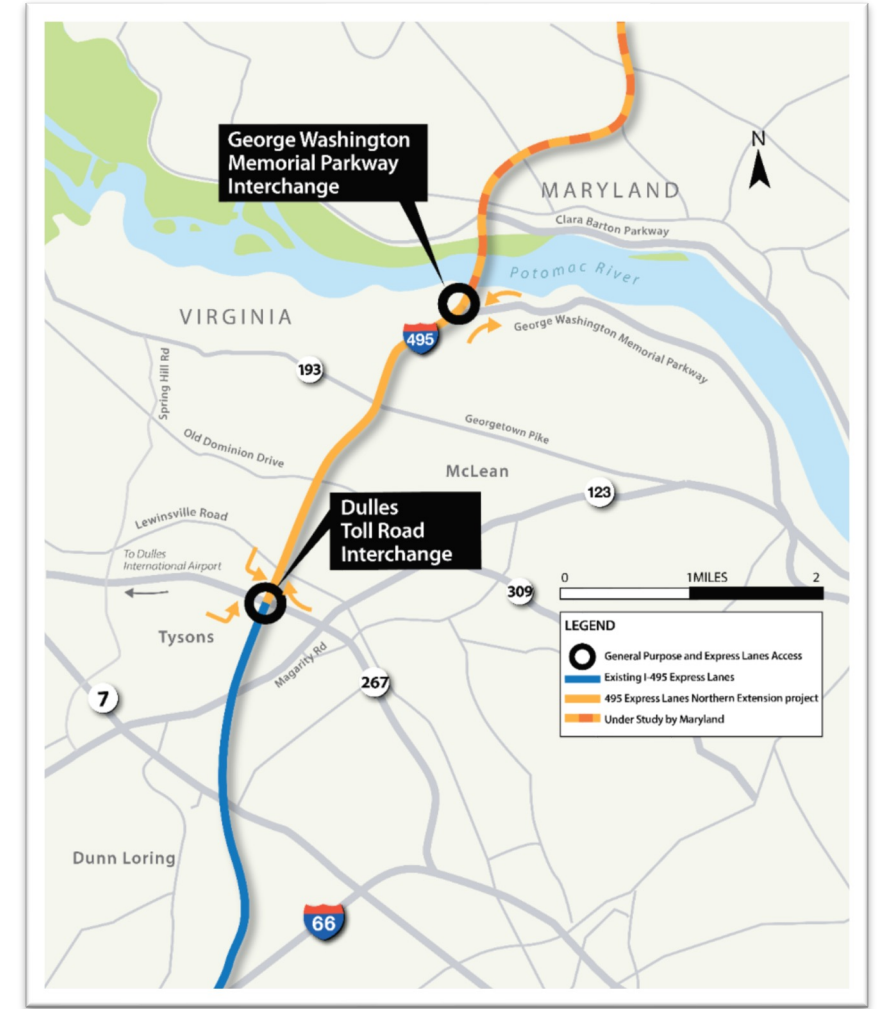 George Washington
Memorial Parkway
Interchange
N
MARYLAND
Clara Barton Parkway
Potomac River
VIRGINIA
495
George Washington Memorial Parkway
193
Spring Hill Rd
Georgetown Pike
Old Dominion Drive
McLean
123
Dulles
Toll Road
Interchange
Lewinsville Road
To Dulles
International Airport
309
0 1MILES 2
LEGEND
General Purpose and Express Lanes Access
Existing I-495 Express Lanes
495 Express Lanes Northern Extension project
Under Study by Maryland
Tysons
Magarity Rd
267
7
Dunn Loring
66